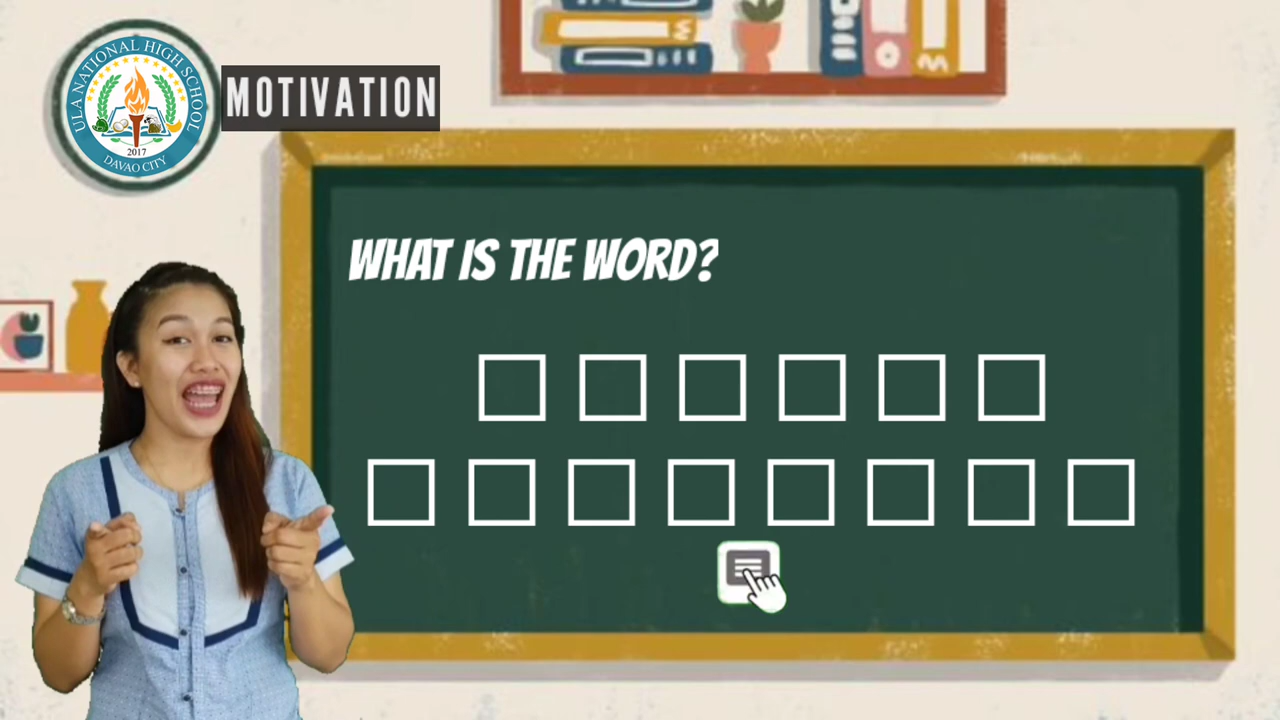 ULA NATIONAL HIGH SCHOOL
2017
DAVAO CITY
MOTIVATION
WHAT IS THE WORD?